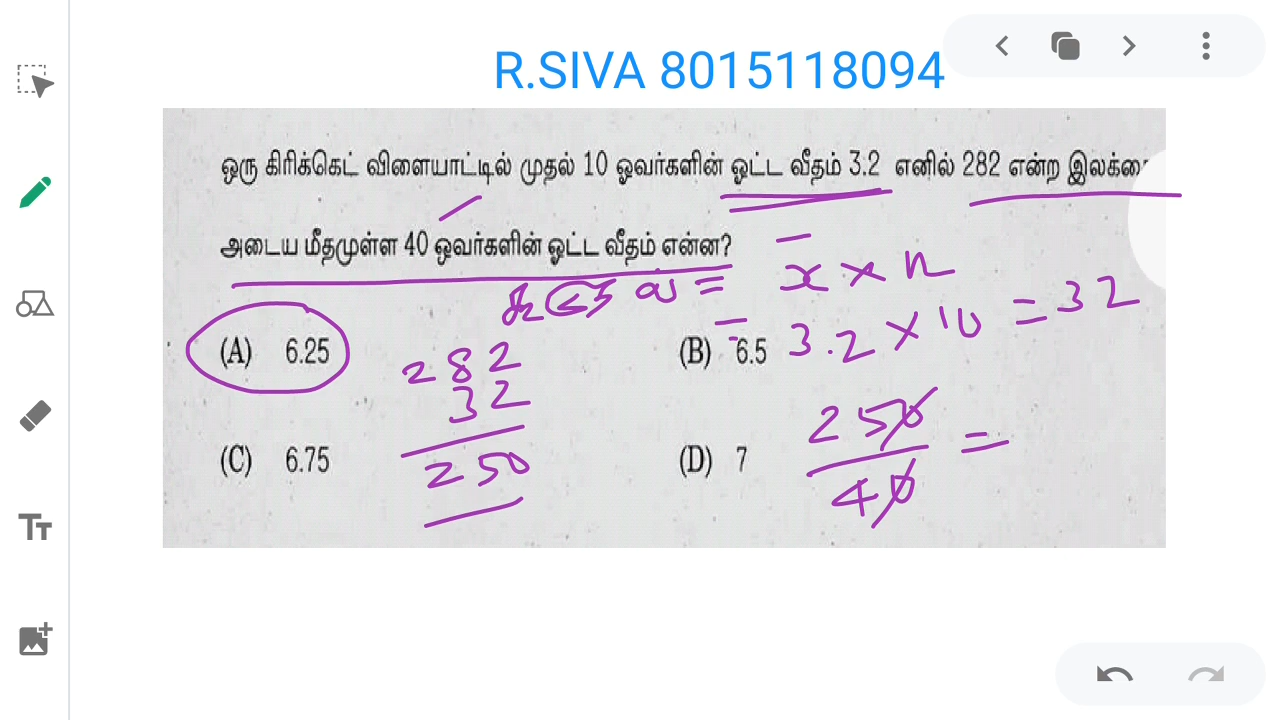 R.SIVA 8015118094
ஒரு கிரிக்கெட் விளையாட்டில் முதல் 10 ஓவர்களின் ஓட்ட வீதம் 3.2 எனில் 282 என்ற
அடைய மீதமுள்ள 40 ஓவர்களின் ஓட்ட வீதம் என்ன?
x̄ × n
(A) 6.25
(B) 6.5
= 3.2 × 10 = 32
282
32
250
(C) 6.75
(D) 7
250
40
=
Tт